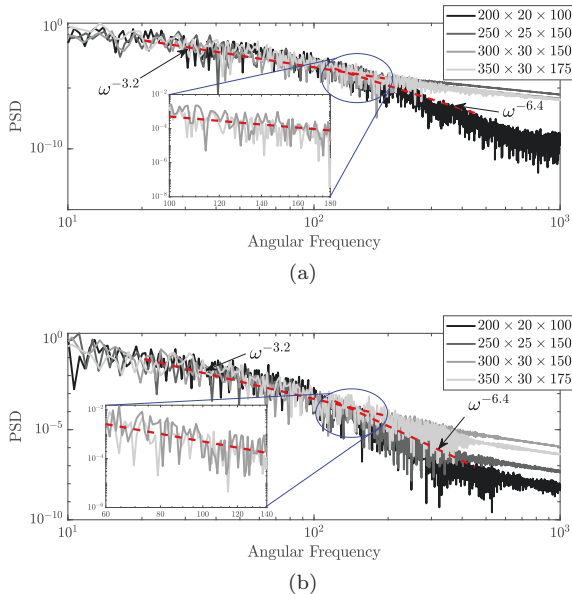 10^0
200 × 20 × 100
250 × 25 × 150
300 × 30 × 150
350 × 30 × 175
ω^−3.2
ω^−6.4
PSD
10^−2
10^−4
10^−6
10^−8
100 120 140 160 180
10^−10
10^1 10^2 10^3
Angular Frequency
(a)
10^0
200 × 20 × 100
250 × 25 × 150
300 × 30 × 150
350 × 30 × 175
ω^−3.2
ω^−6.4
PSD
10^−2
10^−4
10^−6
60 80 100 120 140
10^−5
10^−10
10^1 10^2 10^3
Angular Frequency
(b)